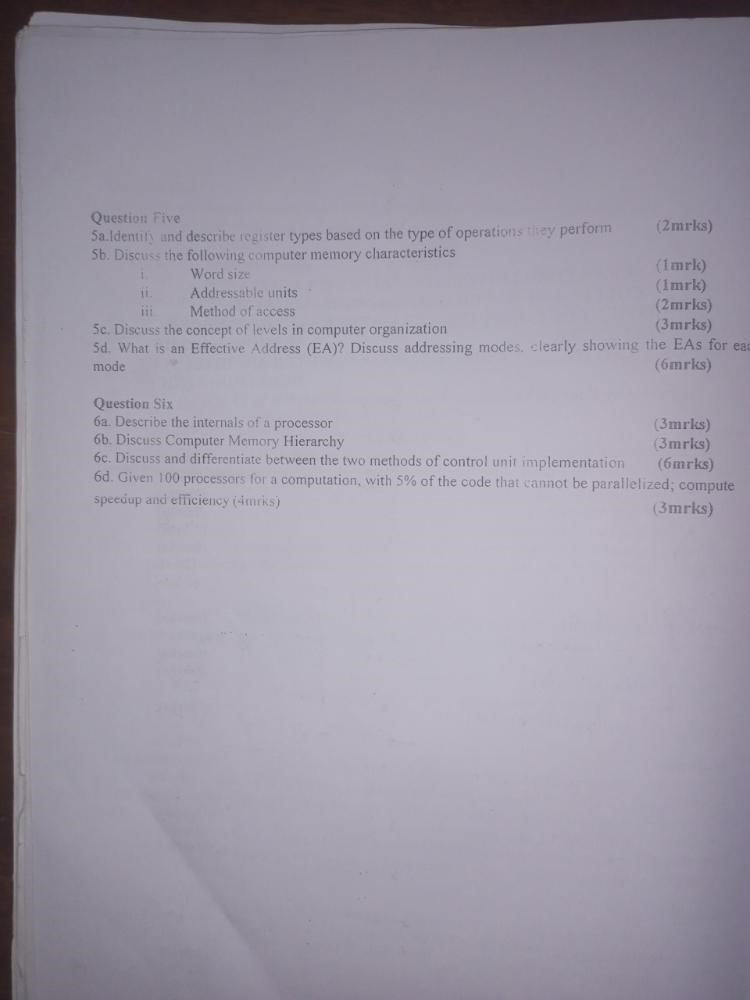 Question Five
5a.Identify and describe register types based on the type of operations they perform (2mrks)
5b. Discuss the following computer memory characteristics
i. Word size (1mrk)
ii. Addressable units (1mrk)
iii. Method of access (2mrks)
5c. Discuss the concept of levels in computer organization (3mrks)
5d. What is an Effective Address (EA)? Discuss addressing modes, clearly showing the EAs for
mode (6mrks)
Question Six
6a. Describe the internals of a processor (3mrks)
6b. Discuss Computer Memory Hierarchy (3mrks)
6c. Discuss and differentiate between the two methods of control unit implementation (6mrks)
6d. Given 100 processors for a computation, with 5% of the code that cannot be parallelized; compute
speedup and efficiency (4mrks) (3mrks)